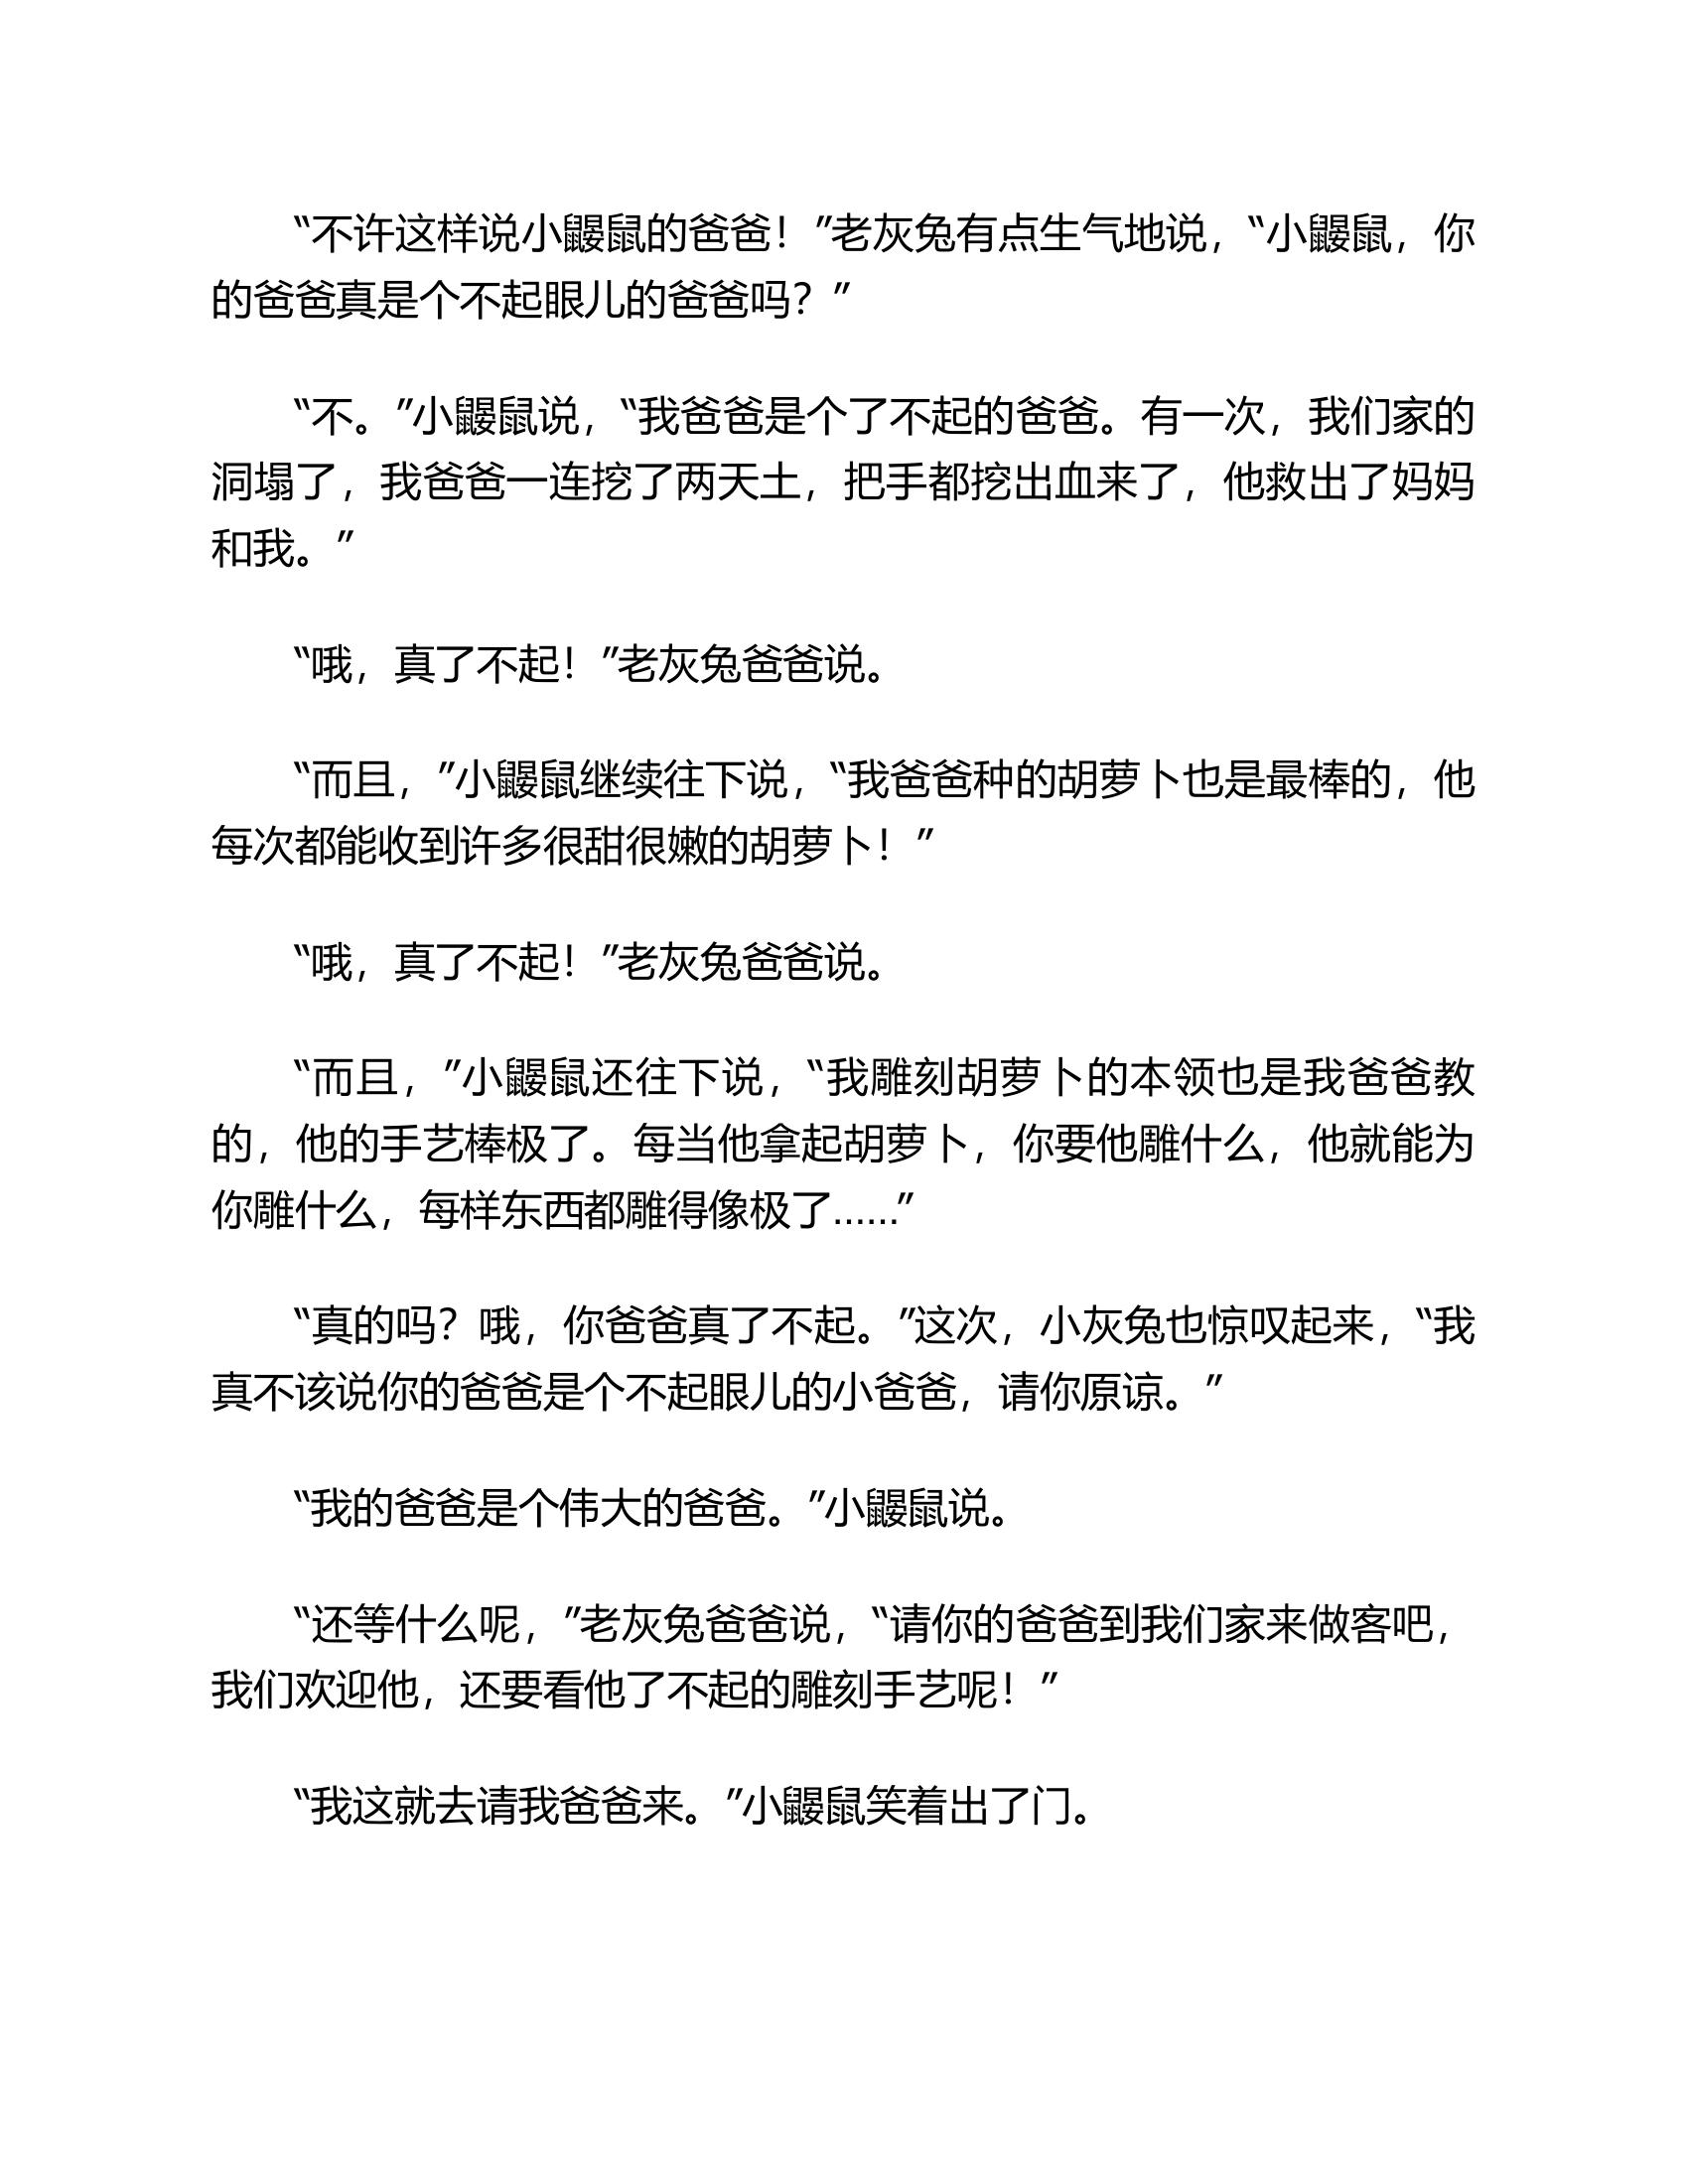 “不许这样说小鼹鼠的爸爸！”老灰兔有点生气地说，“小鼹鼠，你
的爸爸真是个不起眼儿的爸爸吗？”
“不。”小鼹鼠说，“我爸爸是个了不起的爸爸。有一次，我们家的
洞塌了，我爸爸一连挖了两天土，把手都挖出血来了，他救出了妈妈
和我。”
“哦，真了不起！”老灰兔爸爸说。
“而且，”小鼹鼠继续往下说，“我爸爸种的胡萝卜也是最棒的，他
每次都能收到许多很甜很嫩的胡萝卜！”
“哦，真了不起！”老灰兔爸爸说。
“而且，”小鼹鼠还往下说，“我雕刻胡萝卜的本领也是我爸爸教
的，他的手艺棒极了。每当他拿起胡萝卜，你要他雕什么，他就能为
你雕什么，每样东西都雕得像极了……”
“真的吗？哦，你爸爸真了不起。”这次，小灰兔也惊叹起来，“我
真不该说你的爸爸是个不起眼儿的小爸爸，请你原谅。”
“我的爸爸是个伟大的爸爸。”小鼹鼠说。
“还等什么呢，”老灰兔爸爸说，“请你的爸爸到我们家来做客吧，
我们欢迎他，还要看他了不起的雕刻手艺呢！”
“我这就去请我爸爸来。”小鼹鼠笑着出了门。